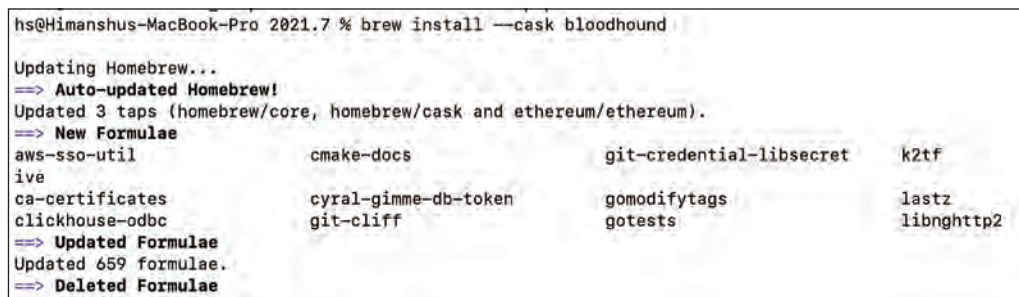 hs@Himanshus-MacBook-Pro 2021.7 % brew install --cask bloodhound
Updating Homebrew...
==> Auto-updated Homebrew!
Updated 3 taps (homebrew/core, homebrew/cask and ethereum/ethereum).
==> New Formulae
aws-sso-util cmake-docs git-credential-libsecret k2tf
ive
ca-certificates cyral-gimme-db-token gomodifytags lastz
clickhouse-odbc git-cliff gotests libnghttp2
==> Updated Formulae
Updated 659 formulae.
==> Deleted Formulae